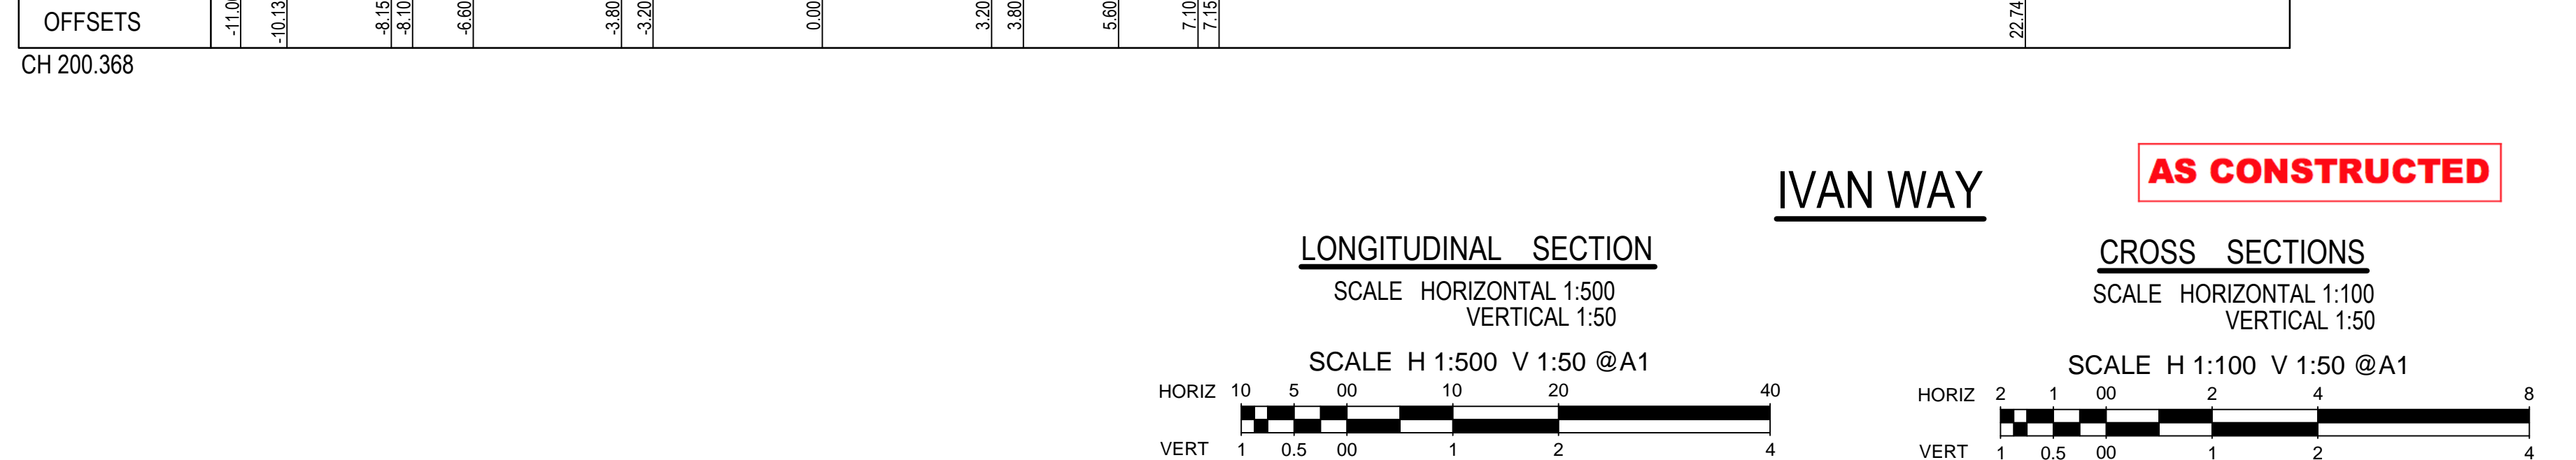 OFFSETS -10.13 -8.15 -8.10 -6.60 -3.80 -3.20 0.00 3.20 3.80 5.60 7.10 7.15 22.74
CH 200.368
IVAN WAY
AS CONSTRUCTED
LONGITUDINAL SECTION
SCALE HORIZONTAL 1:500
VERTICAL 1:50
SCALE H 1:500 V 1:50 @A1
HORIZ 10 5 00 10 20 40
VERT 1 0.5 00 1 2 4
CROSS SECTIONS
SCALE HORIZONTAL 1:100
VERTICAL 1:50
SCALE H 1:100 V 1:50 @A1
HORIZ 2 1 00 2 4 8
VERT 1 0.5 00 1 2 4